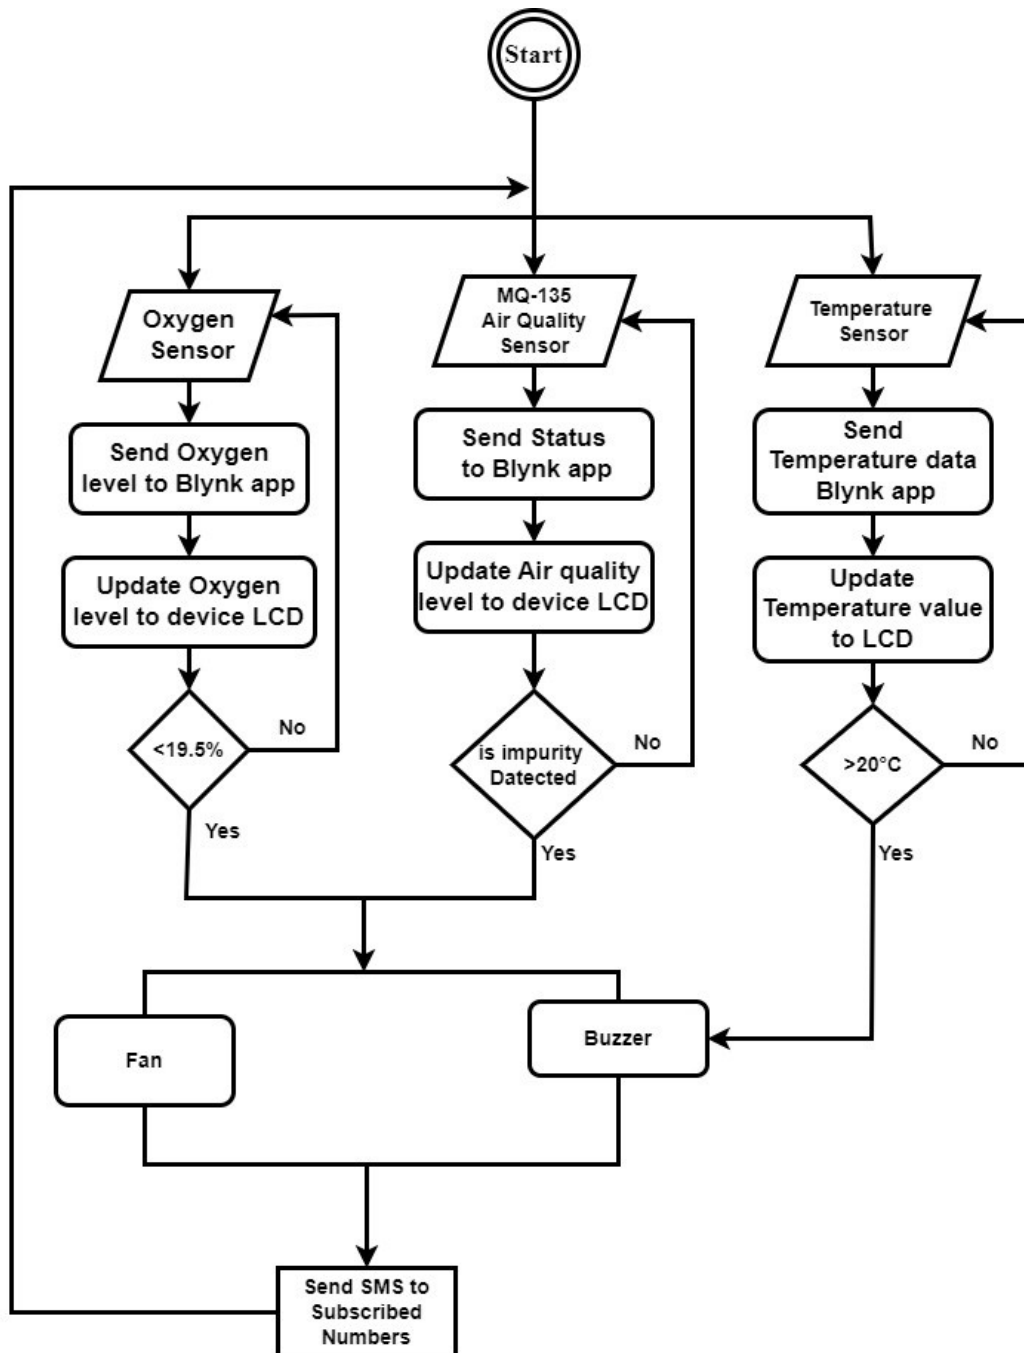 Start
Oxygen
Sensor
MQ-135
Air Quality
Sensor
Temperature
Sensor
Send Oxygen
level to Blynk app
Send Status
to Blynk app
Send
Temperature data
Blynk app
Update Oxygen
level to device LCD
Update Air quality
level to device LCD
Update
Temperature value
to LCD
<19.5%
No
is impurity
Datected
No
>20°C
No
Yes
Yes
Yes
Fan
Buzzer
Send SMS to
Subscribed
Numbers